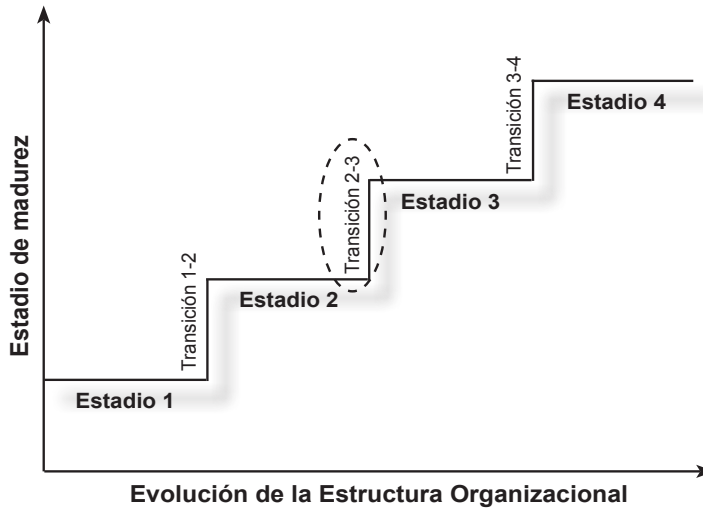 Estadio de madurez
Transición 3-4
Estadio 4
Transición 2-3
Estadio 3
Transición 1-2
Estadio 2
Estadio 1
Evolución de la Estructura Organizacional